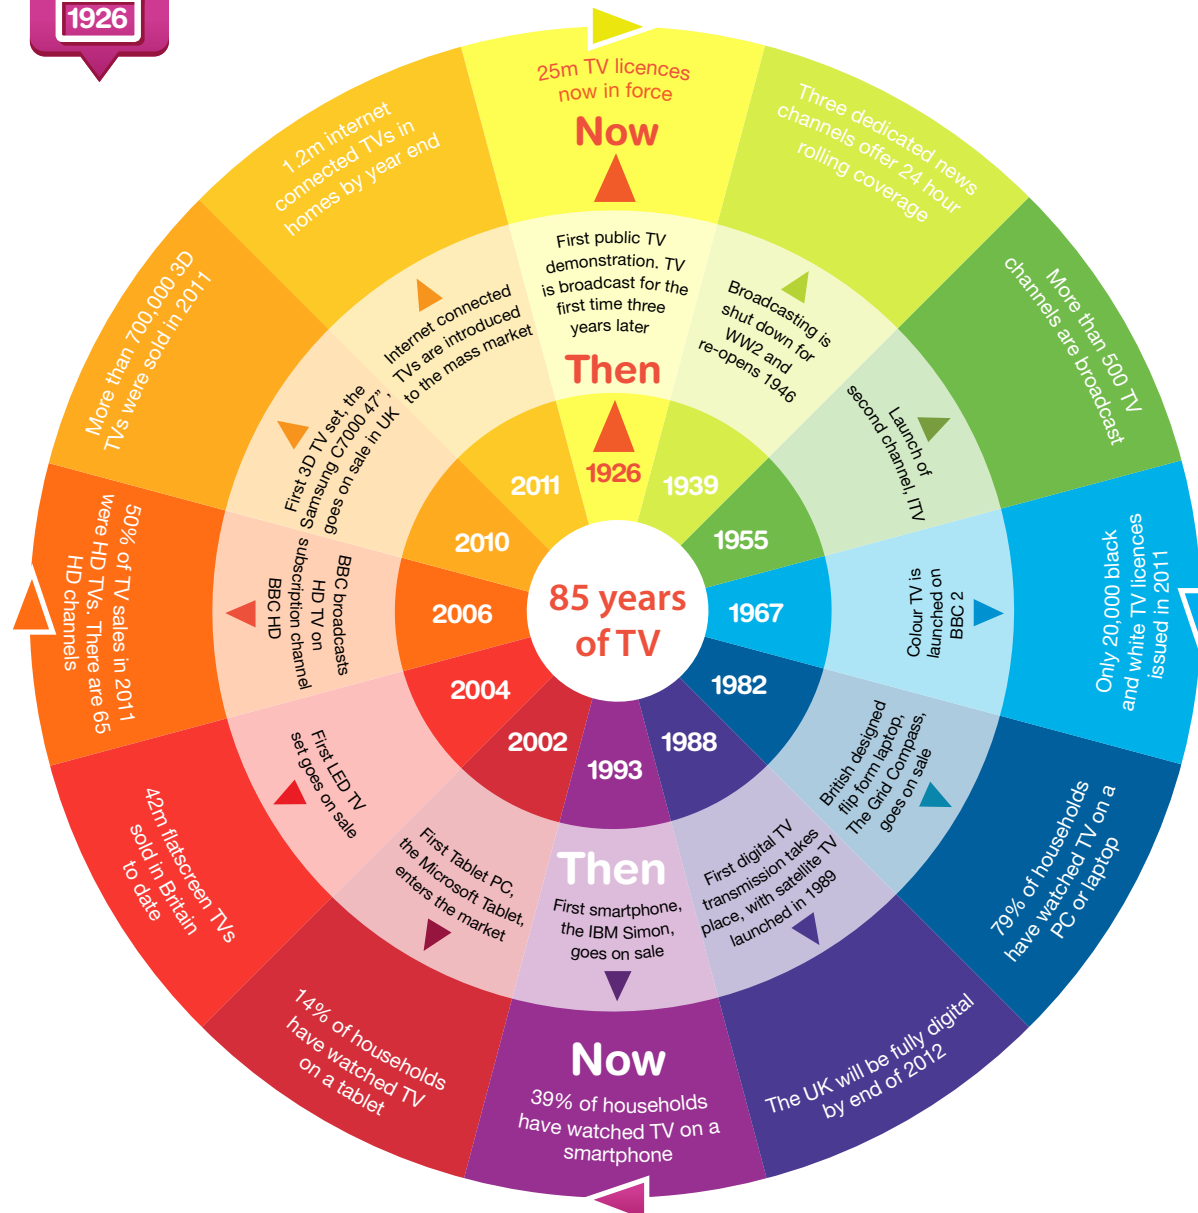 1926
85 years
of TV
25m TV licences
now in force
Now
First public TV
demonstration. TV
is broadcast for the
first time three
years later
Then
1926
Three dedicated news
channels offer 24 hour
rolling coverage
Broadcasting is
shut down for
WW2 and
re-opens 1946
1939
More than 500 TV
channels are broadcast
Launch of
second channel, ITV
1955
Only 20,000 black
and white TV licences
issued in 2011
Colour TV is
launched on
BBC 2
1967
79% of households
have watched TV on a
PC or laptop
British designed
flip form laptop,
The Grid Compass,
goes on sale
1982
The UK will be fully digital
by end of 2012
First digital TV
transmission takes
place, with satellite TV
launched in 1989
1988
1993
Then
First smartphone,
the IBM Simon,
goes on sale
Now
39% of households
have watched TV on a
smartphone
2002
First Tablet PC,
the Microsoft Tablet,
enters the market
14% of households
have watched TV
on a tablet
2004
First LED TV
set goes on sale
42m flatscreen TVs
sold in Britain
to date
2006
BBC broadcasts
HD TV on
subscription channel
BBC HD
50% of TV sales in 2011
were HD TVs. There are 65
HD channels
2010
First 3D TV set, the
Samsung C7000 47",
goes on sale in UK
More than 700,000 3D
TVs were sold in 2011
2011
Internet connected
TVs are introduced
to the mass market
1.2m internet
connected TVs in
homes by year end